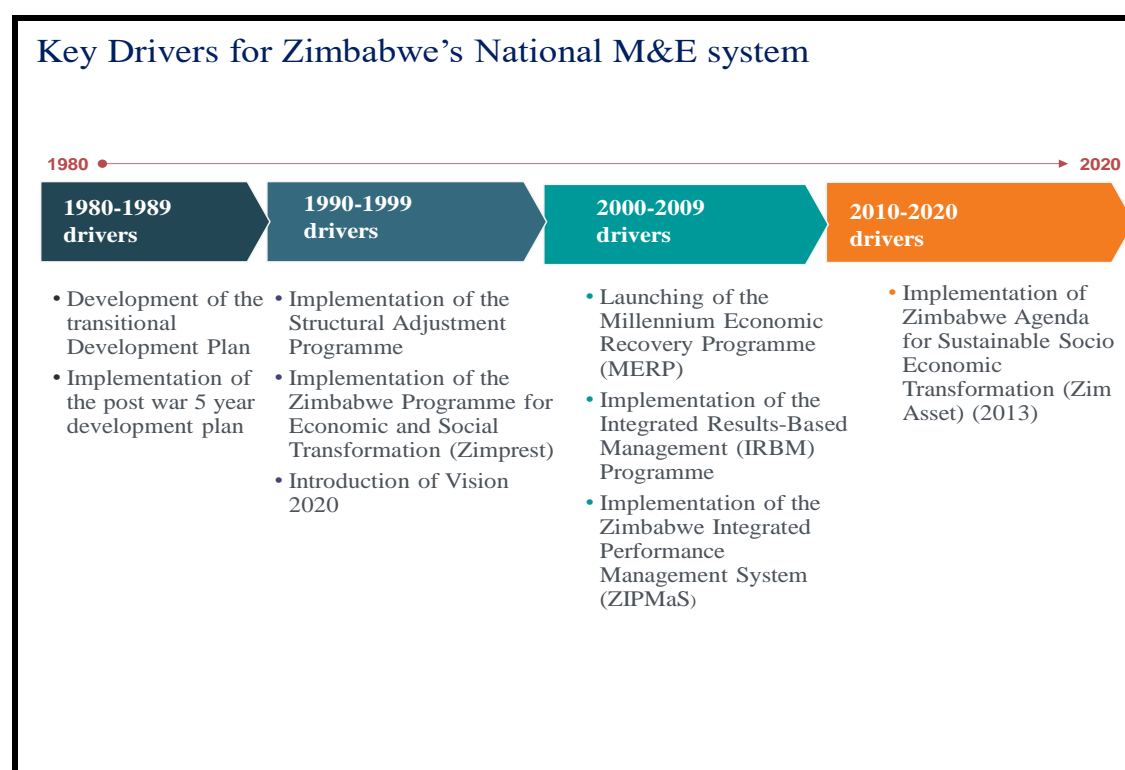 Key Drivers for Zimbabwe’s National M&E system
1980
2020
1980-1989
drivers
1990-1999
drivers
2000-2009
drivers
2010-2020
drivers
• Development of the
transitional
Development Plan
• Implementation of
the post war 5 year
development plan
• Implementation of the
Structural Adjustment
Programme
• Implementation of the
Zimbabwe Programme for
Economic and Social
Transformation (Zimprest)
• Introduction of Vision
2020
• Launching of the
Millennium Economic
Recovery Programme
(MERP)
• Implementation of the
Integrated Results-Based
Management (IRBM)
Programme
• Implementation of the
Zimbabwe Integrated
Performance
Management System
(ZIPMaS)
• Implementation of
Zimbabwe Agenda
for Sustainable Socio
Economic
Transformation (Zim
Asset) (2013)